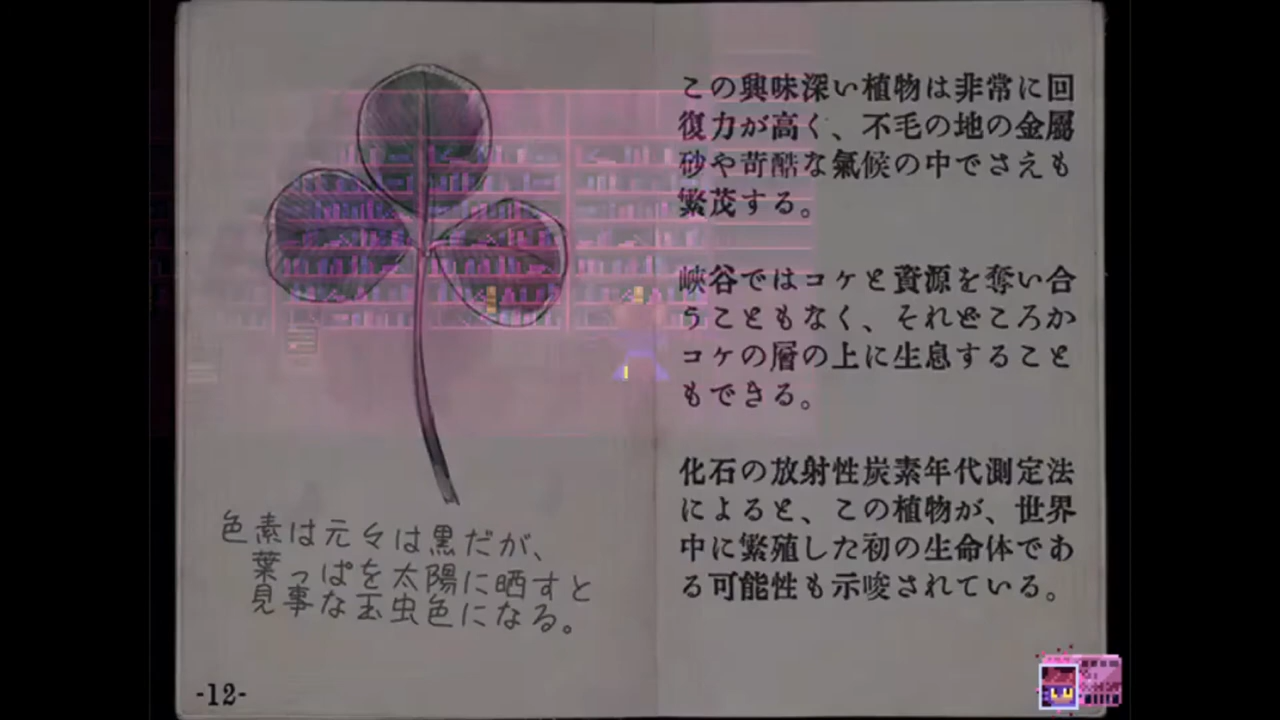 この興味深い植物は非常に回
復力が高く、不毛の地の金属
砂や苛酷な氣候の中でさえも
繁茂する。
峡谷ではコケと資源を奪い合
うこともなく、それどころか
コケの層の上に生息すること
もできる。
化石の放射性炭素年代測定法
によると、この植物が、世界
中に繁殖した初の生命体であ
る可能性も示唆されている。
色素は元々は黒だが、
葉っぱを太陽に晒すと
見事な玉虫色になる。
-12-